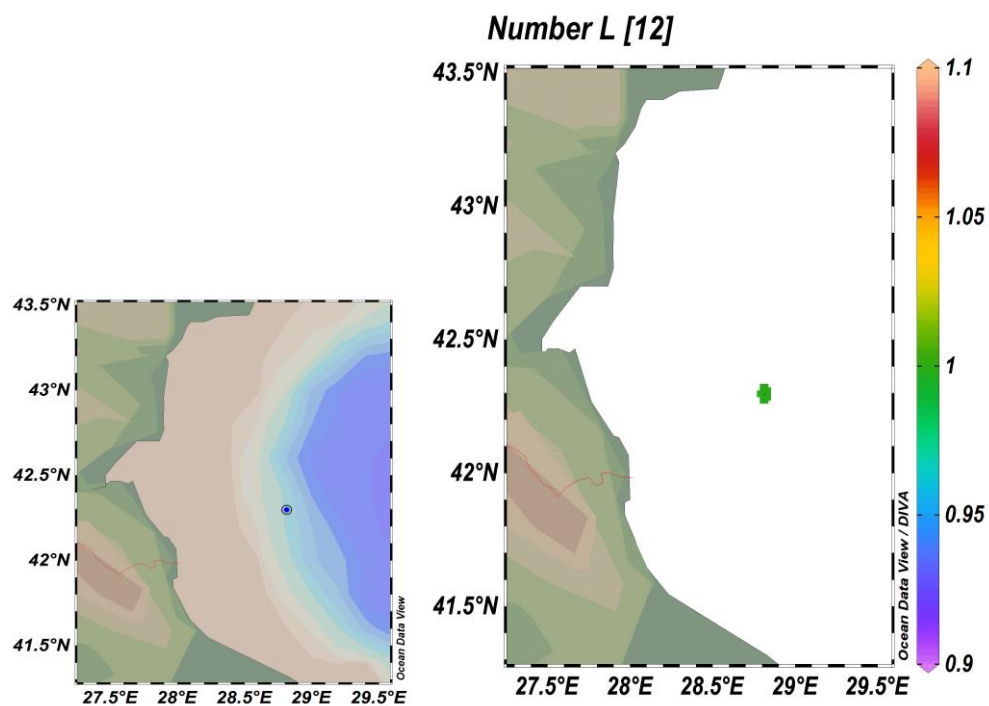 Number L [12]
43.5°N
43°N
42.5°N
42°N
41.5°N
27.5°E 28°E 28.5°E 29°E 29.5°E
Ocean Data View
43.5°N
43°N
42.5°N
42°N
41.5°N
27.5°E 28°E 28.5°E 29°E 29.5°E
Ocean Data View / DIVA
1.1
1.05
1
0.95
0.9